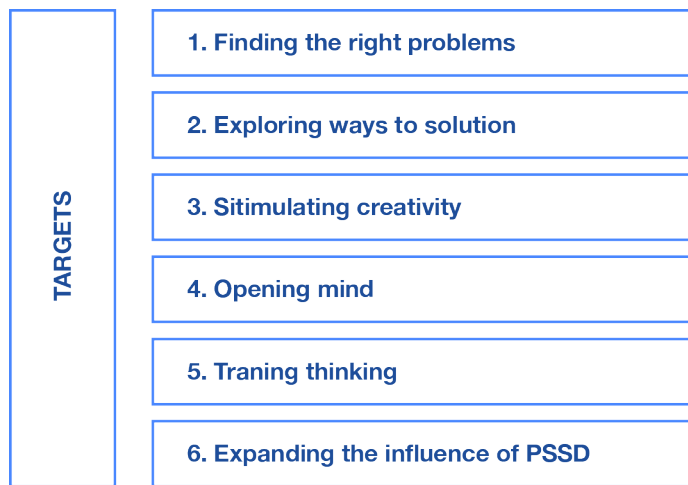 TARGETS
1. Finding the right problems
2. Exploring ways to solution
3. Sitimulating creativity
4. Opening mind
5. Traning thinking
6. Expanding the influence of PSSD